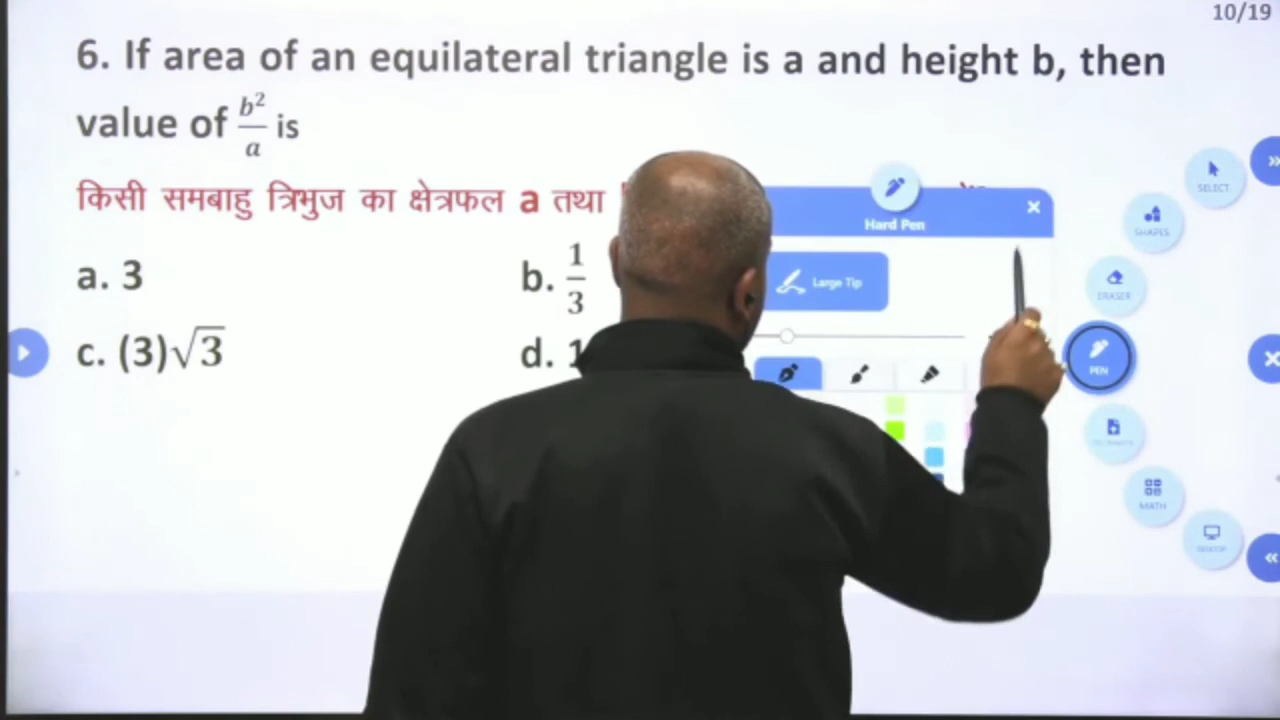 10/19
6. If area of an equilateral triangle is a and height b, then
value of b²/a is
किसी समबाहु त्रिभुज का क्षेत्रफल a तथा
a. 3
b. 1/3
c. (3)√3
d. 1
Hard Pen
Large Tip
SELECT
SHAPES
ERASER
PEN
MATH
DESKTOP